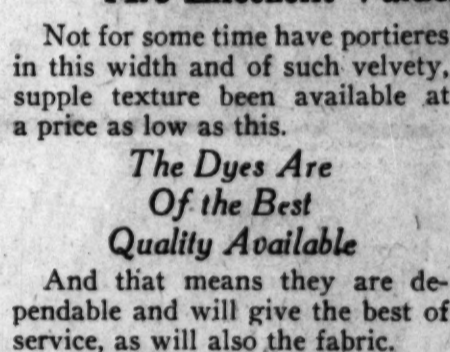 Not for some time have portieres
in this width and of such velvety,
supple texture been available at
a price as low as this.
The Dyes Are
Of the Best
Quality Available
And that means they are de-
pendable and will give the best of
service, as will also the fabric.